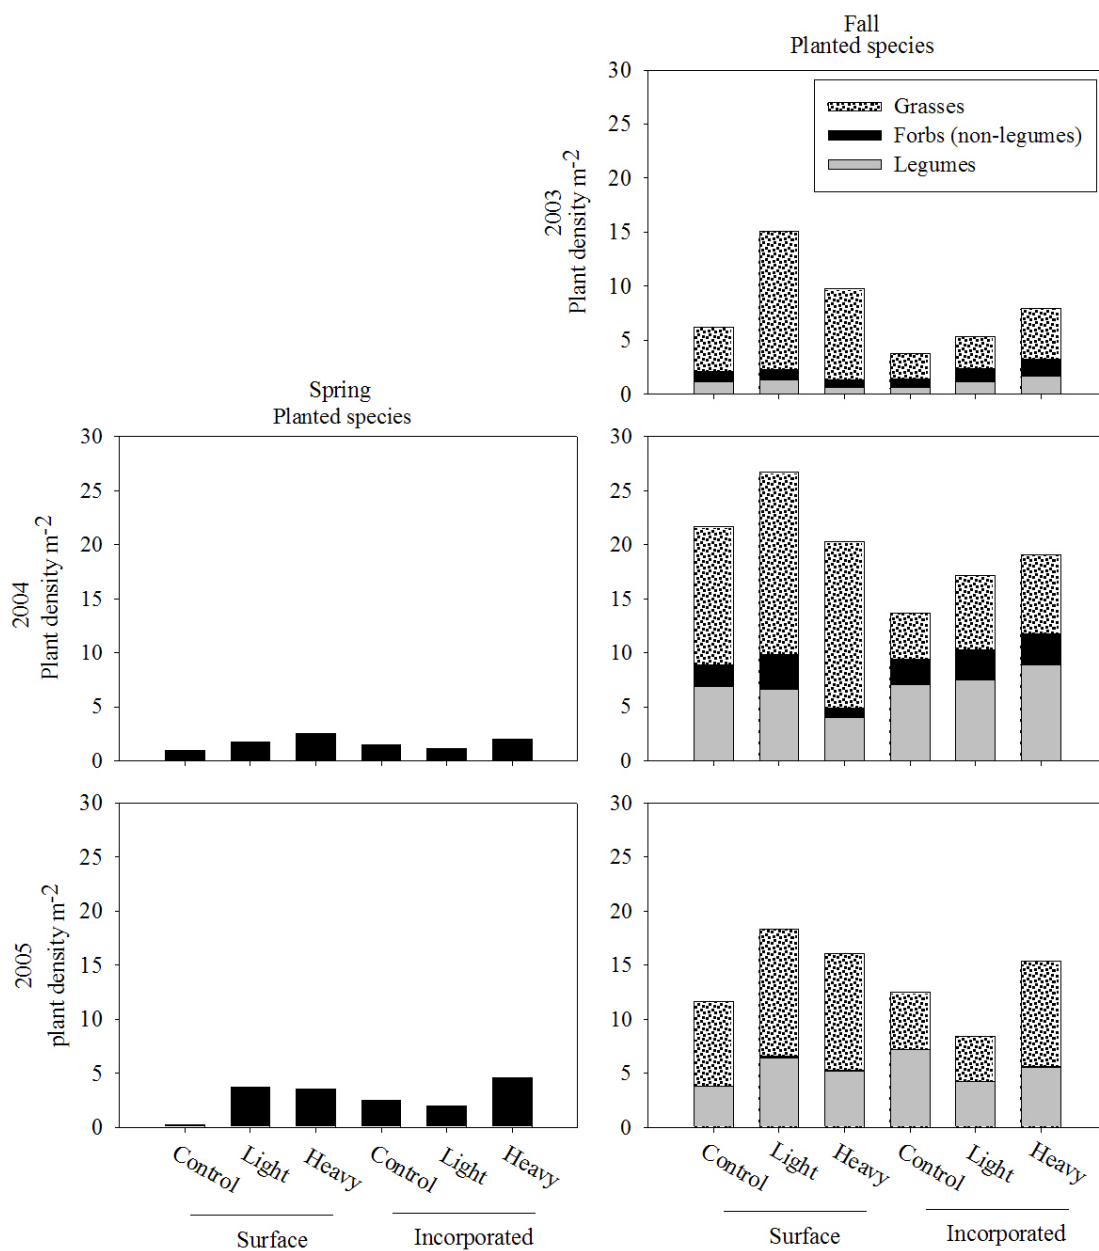 Fall
Planted species
30
25
20
15
10
5
0
2003
Plant density m-2
Grasses
Forbs (non-legumes)
Legumes
Spring
Planted species
30
25
20
15
10
5
0
2004
Plant density m-2
30
25
20
15
10
5
0
30
25
20
15
10
5
0
2005
plant density m-2
30
25
20
15
10
5
0
Control Light Heavy Control Light Heavy
Surface Incorporated
Control Light Heavy Control Light Heavy
Surface Incorporated